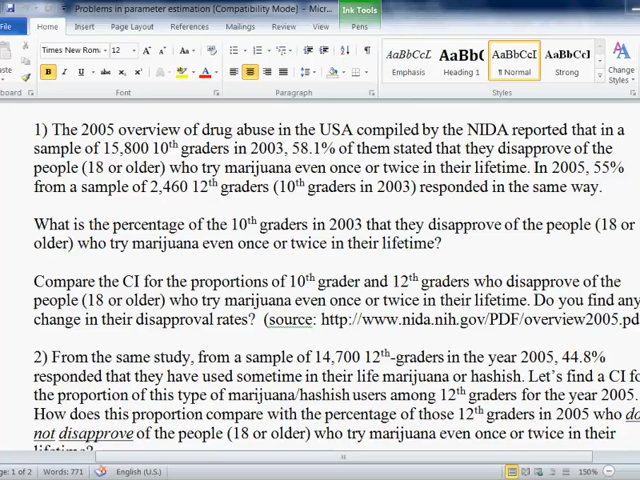 Problems in parameter estimation [Compatibility Mode] - Micr...
Ink Tools
File
Home
Insert
Page Layout
References
Mailings
Review
View
Pens
Times New Rom
12
Paste
B I U abc x₂ x² A
AaBbCcL
AaBb(
AaBbCcI
AaBbCc
Emphasis
Heading 1
¶ Normal
Strong
Change
Styles
Font
Paragraph
Styles
1) The 2005 overview of drug abuse in the USA compiled by the NIDA reported that in a
sample of 15,800 10th graders in 2003, 58.1% of them stated that they disapprove of the
people (18 or older) who try marijuana even once or twice in their lifetime. In 2005, 55%
from a sample of 2,460 12th graders (10th graders in 2003) responded in the same way.
What is the percentage of the 10th graders in 2003 that they disapprove of the people (18 or
older) who try marijuana even once or twice in their lifetime?
Compare the CI for the proportions of 10th grader and 12th graders who disapprove of the
people (18 or older) who try marijuana even once or twice in their lifetime. Do you find any
change in their disapproval rates? (source: http://www.nida.nih.gov/PDF/overview2005.pd
2) From the same study, from a sample of 14,700 12th-graders in the year 2005, 44.8%
responded that they have used sometime in their life marijuana or hashish. Let's find a CI fo
the proportion of this type of marijuana/hashish users among 12th graders for the year 2005.
How does this proportion compare with the percentage of those 12th graders in 2005 who do
not disapprove of the people (18 or older) who try marijuana even once or twice in their
lifetime?
Page: 1 of 2
Words: 771
English (U.S.)
150%